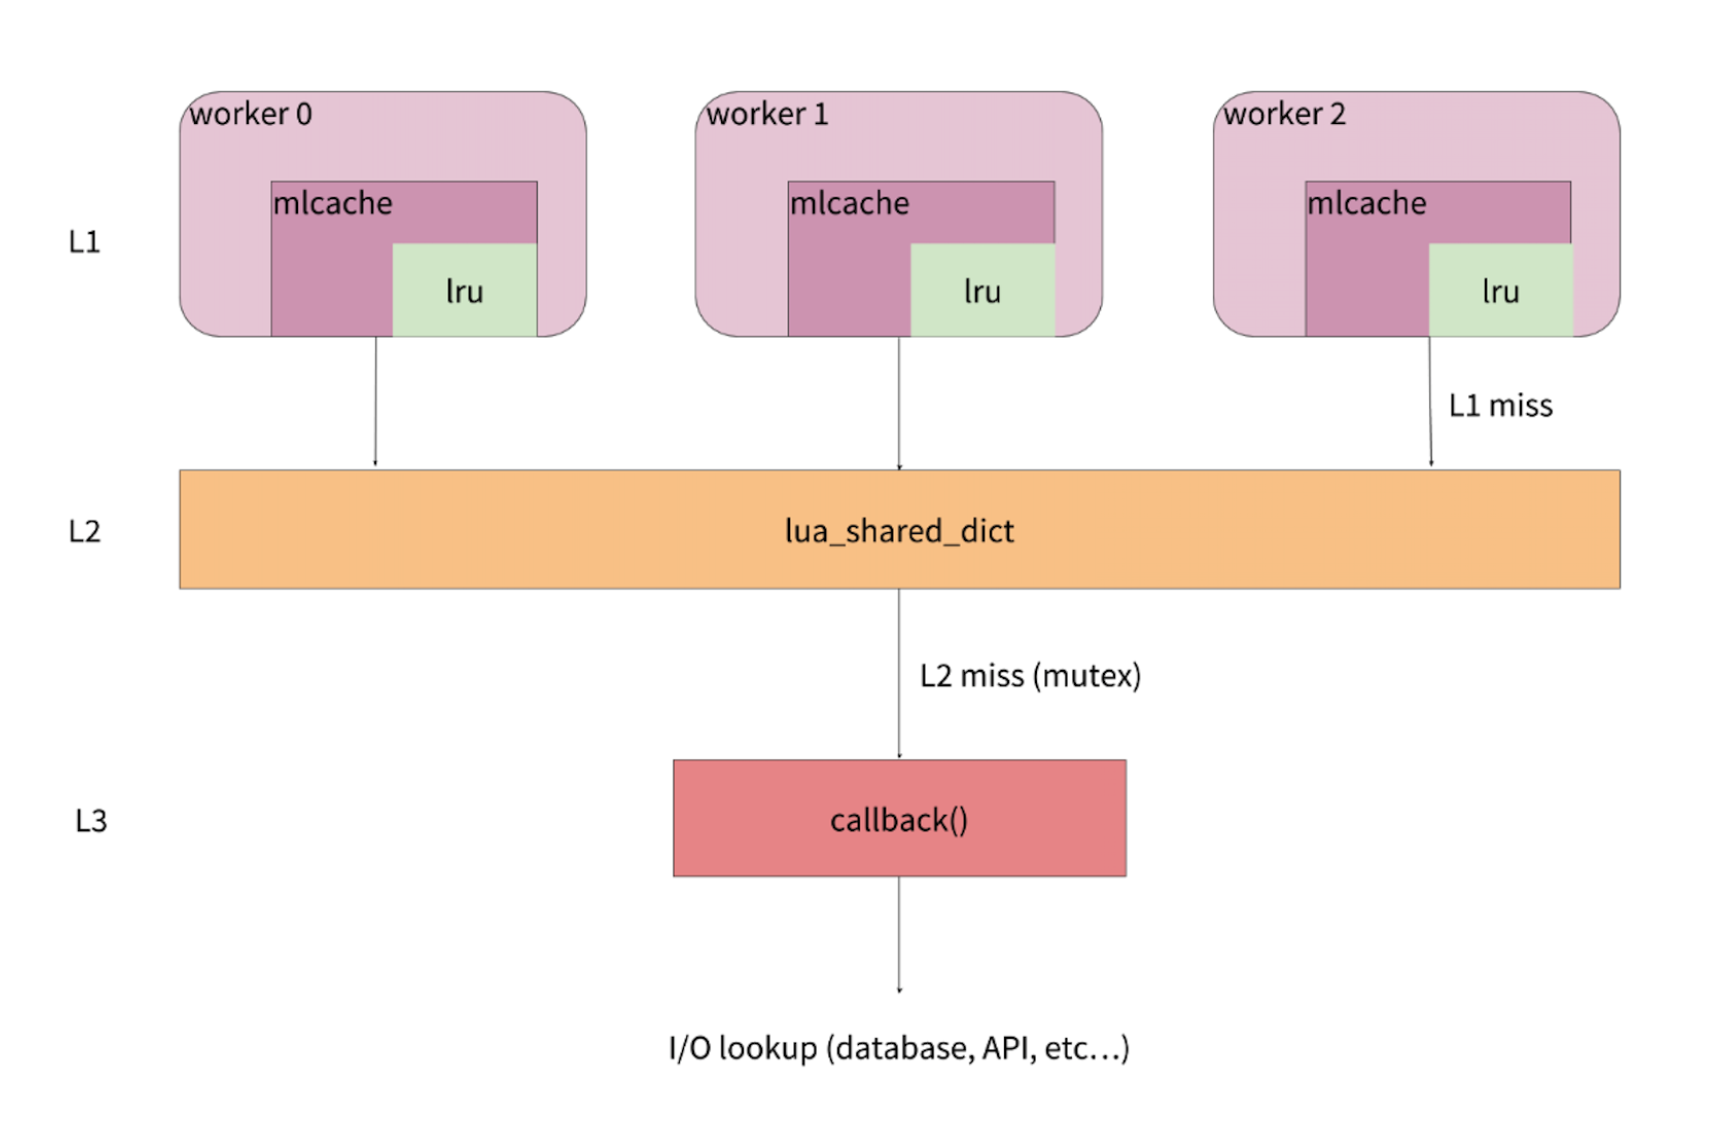 worker 0
worker 1
worker 2
mlcache
mlcache
mlcache
L1
lru
lru
lru
L1 miss
L2
lua_shared_dict
L2 miss (mutex)
L3
callback()
I/O lookup (database, API, etc...)